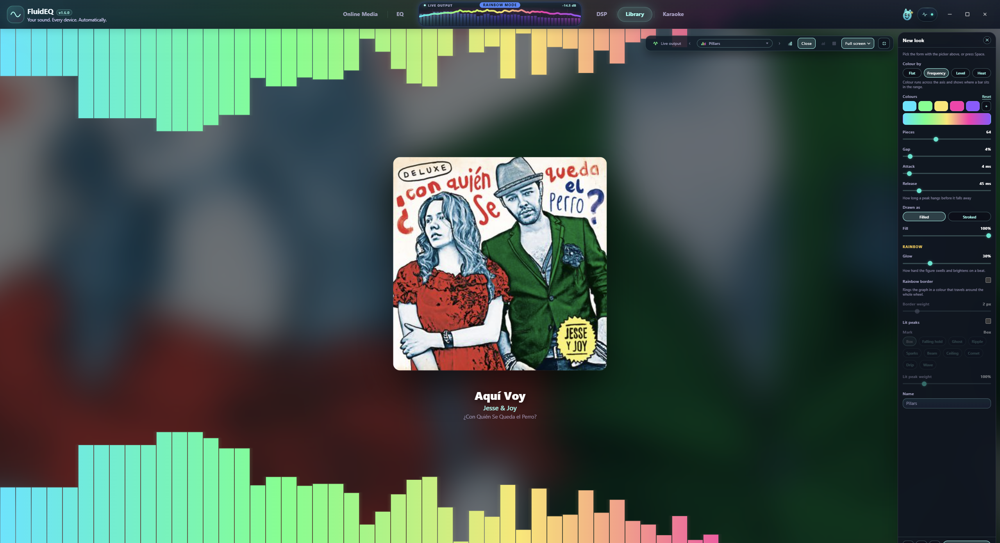 FluidEQ v1.6.0
Your sound. Every device. Automatically.
Online Media
EQ
LIVE OUTPUT
RAINBOW MODE
-14.5 dB
DSP
Library
Karaoke
Live output
Pillars
Close
Full screen
New look
Pick the form with the picker above, or press Space.
Colour by
Flat Frequency Level Heat
Colour runs across the axis and shows where a bar sits
in the range.
Colours Reset
+
Pieces 64
Gap 4%
Attack 4 ms
Release 45 ms
How long a peak hangs before it falls away
Drawn as
Filled Stroked
Fill 100%
RAINBOW
Glow 30%
How hard the figure swells and brightens on a beat.
Rainbow border
Rings the graph in a colour that travels around the
whole wheel.
Border weight 2 px
Lit peaks
Mark Box
Box Falling hold Ghost Ripple
Sparks Beam Ceiling Comet
Drip Wave
Lit peak weight 100%
Name
Pillars
DELUXE
¿con quién
Se
queda
el
perro?
JESSE
Y JOY
Aquí Voy
Jesse & Joy
¿Con Quién Se Queda el Perro?